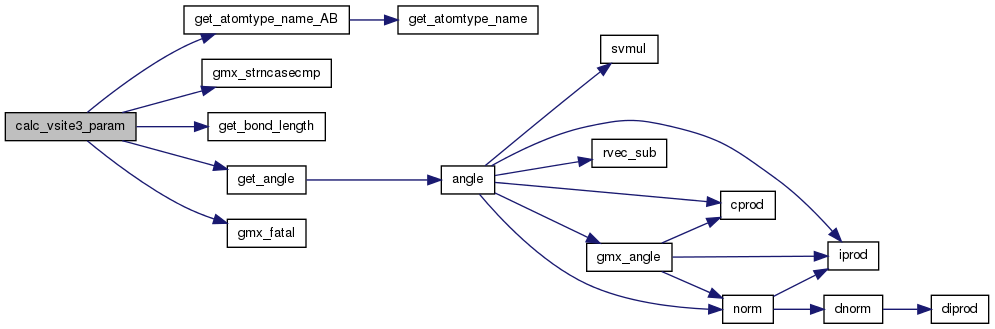 get_atomtype_name_AB
get_atomtype_name
svmul
gmx_strncasecmp
calc_vsite3_param
get_bond_length
rvec_sub
get_angle
angle
cprod
gmx_fatal
gmx_angle
iprod
norm
dnorm
diprod